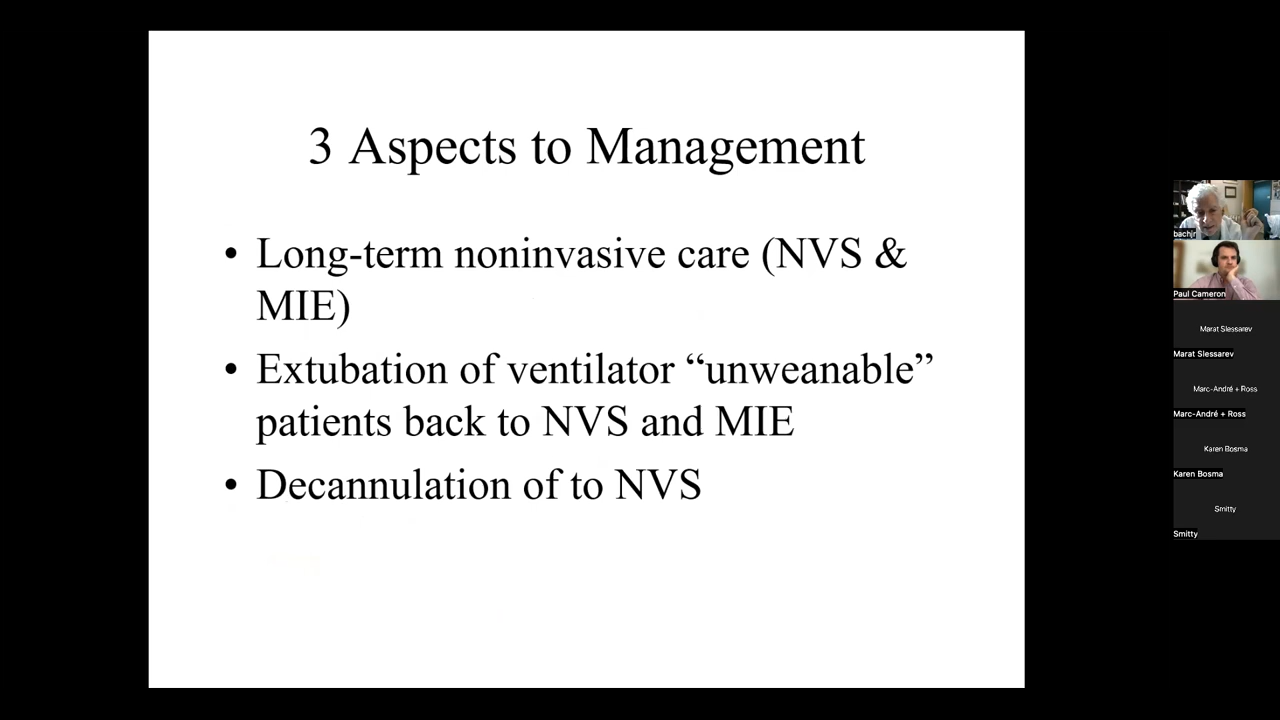 3 Aspects to Management
• Long-term noninvasive care (NVS &
MIE)
• Extubation of ventilator “unweanable”
patients back to NVS and MIE
• Decannulation of to NVS
bachjr
Paul Cameron
Marat Slessarev
Marat Slessarev
Marc-André + Ross
Marc-André + Ross
Karen Bosma
Karen Bosma
Smitty
Smitty